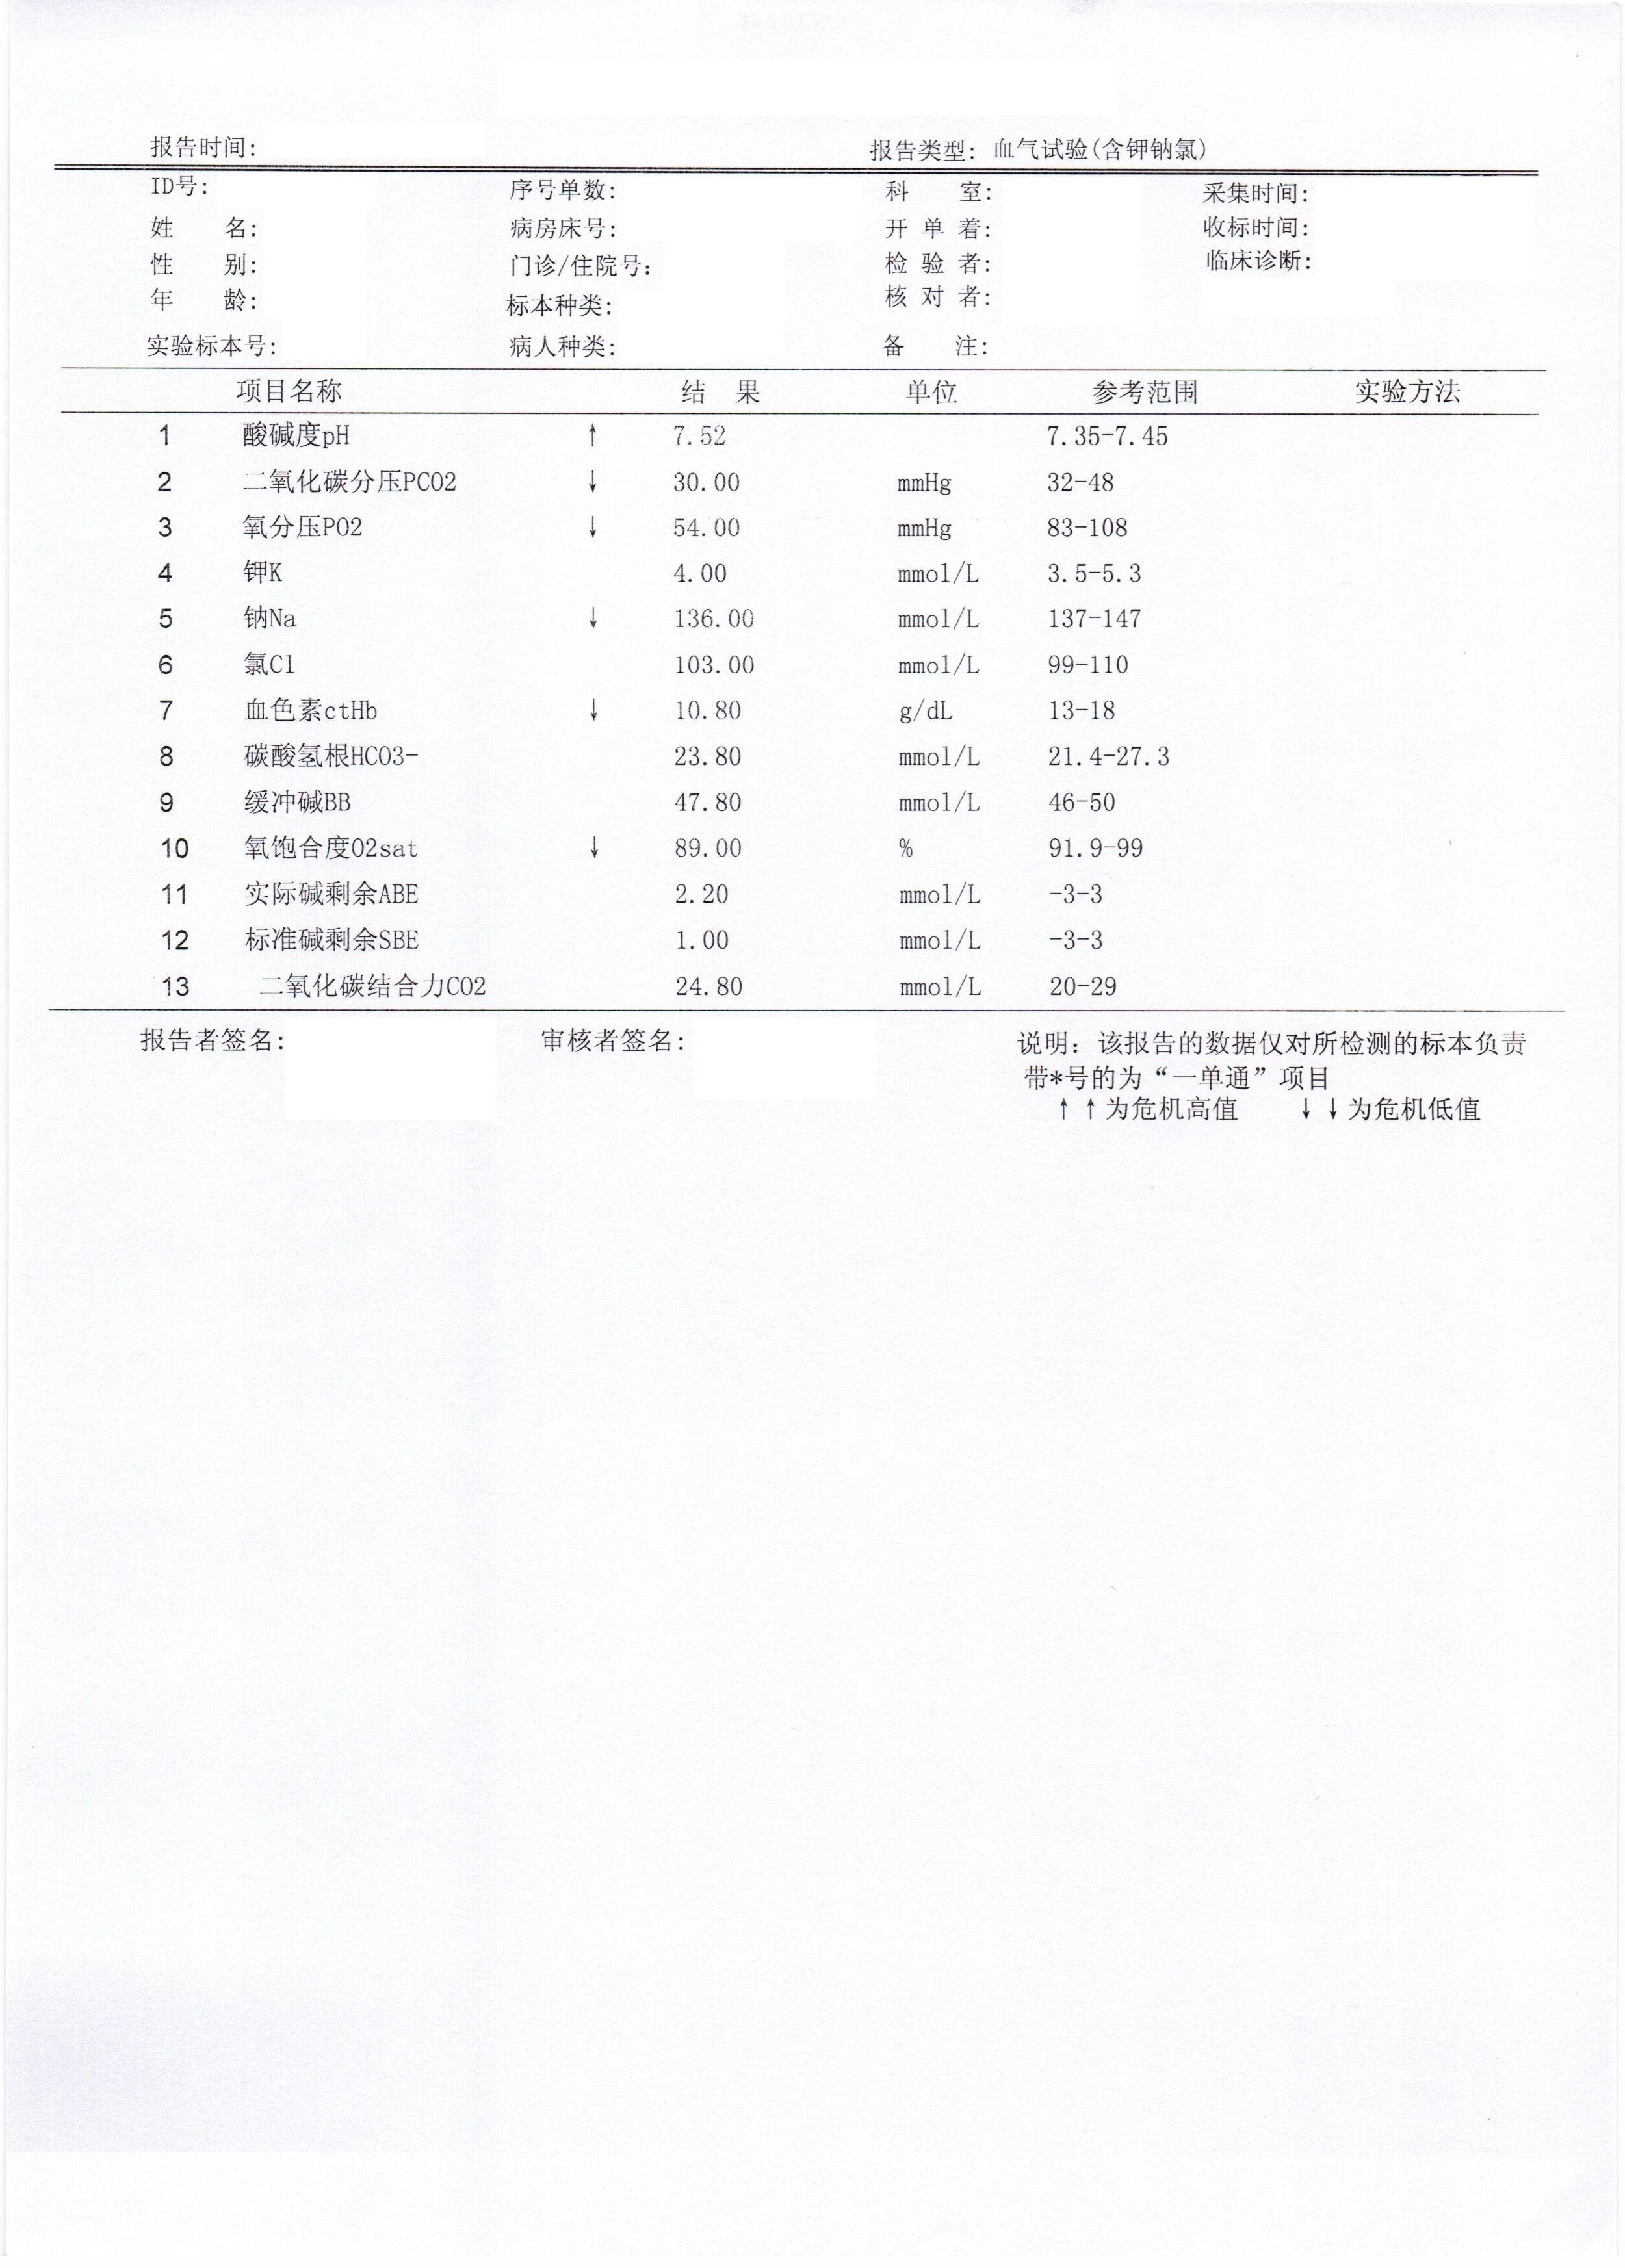 报告时间: 报告类型: 血气试验(含钾钠氯)
ID号: 序号单数: 科 室: 采集时间:
姓 名: 病房床号: 开 单 着: 收标时间:
性 别: 门诊/住院号: 检 验 者: 临床诊断:
年 龄: 标本种类: 核 对 者:
实验标本号: 病人种类: 备 注:
项目名称 结 果 单位 参考范围 实验方法
1 酸碱度pH ↑ 7.52 7.35-7.45
2 二氧化碳分压PCO2 ↓ 30.00 mmHg 32-48
3 氧分压PO2 ↓ 54.00 mmHg 83-108
4 钾K 4.00 mmol/L 3.5-5.3
5 钠Na ↓ 136.00 mmol/L 137-147
6 氯Cl 103.00 mmol/L 99-110
7 血色素ctHb ↓ 10.80 g/dL 13-18
8 碳酸氢根HCO3- 23.80 mmol/L 21.4-27.3
9 缓冲碱BB 47.80 mmol/L 46-50
10 氧饱合度O2sat ↓ 89.00 % 91.9-99
11 实际碱剩余ABE 2.20 mmol/L -3-3
12 标准碱剩余SBE 1.00 mmol/L -3-3
13 二氧化碳结合力CO2 24.80 mmol/L 20-29
报告者签名: 审核者签名: 说明: 该报告的数据仅对所检测的标本负责
带*号的为“一单通”项目
↑↑为危机高值 ↓↓为危机低值